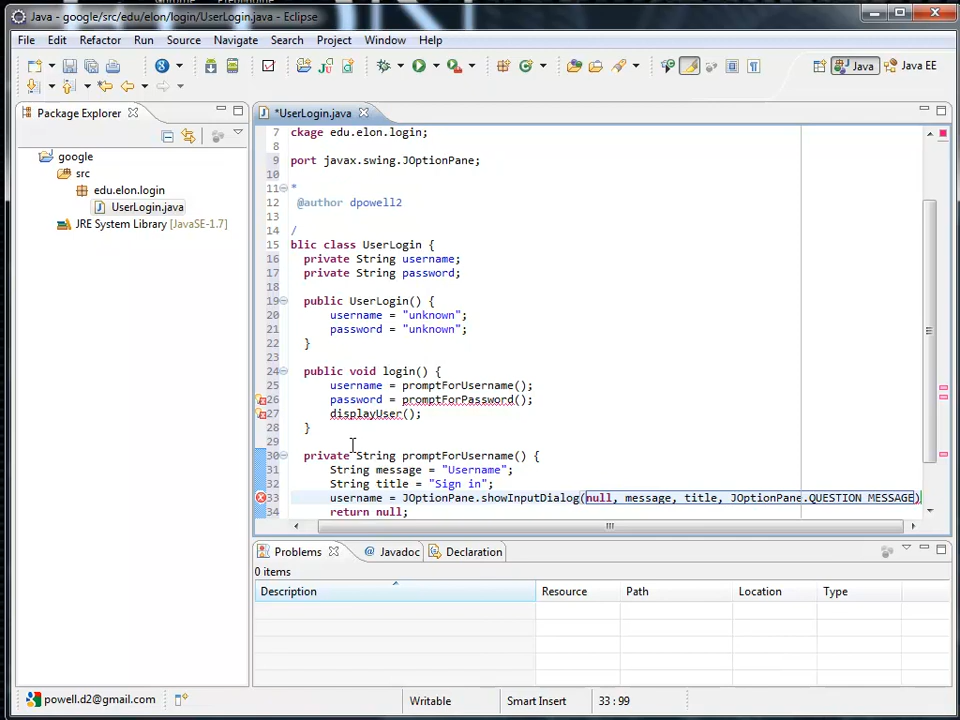 Java - google/src/edu/elon/login/UserLogin.java - Eclipse
File Edit Refactor Run Source Navigate Search Project Window Help
Java Java EE
Package Explorer
*UserLogin.java
google
src
edu.elon.login
UserLogin.java
JRE System Library [JavaSE-1.7]
7 ckage edu.elon.login;
8
9 port javax.swing.JOptionPane;
10
11 *
12 @author dpowell2
13
14 /
15 blic class UserLogin {
16 private String username;
17 private String password;
18
19 public UserLogin() {
20 username = "unknown";
21 password = "unknown";
22 }
23
24 public void login() {
25 username = promptForUsername();
26 password = promptForPassword();
27 displayUser();
28 }
29
30 private String promptForUsername() {
31 String message = "Username";
32 String title = "Sign in";
33 username = JOptionPane.showInputDialog(null, message, title, JOptionPane.QUESTION_MESSAGE)
34 return null;
Problems @ Javadoc Declaration
0 items
Description Resource Path Location Type
powell.d2@gmail.com Writable Smart Insert 33 : 99